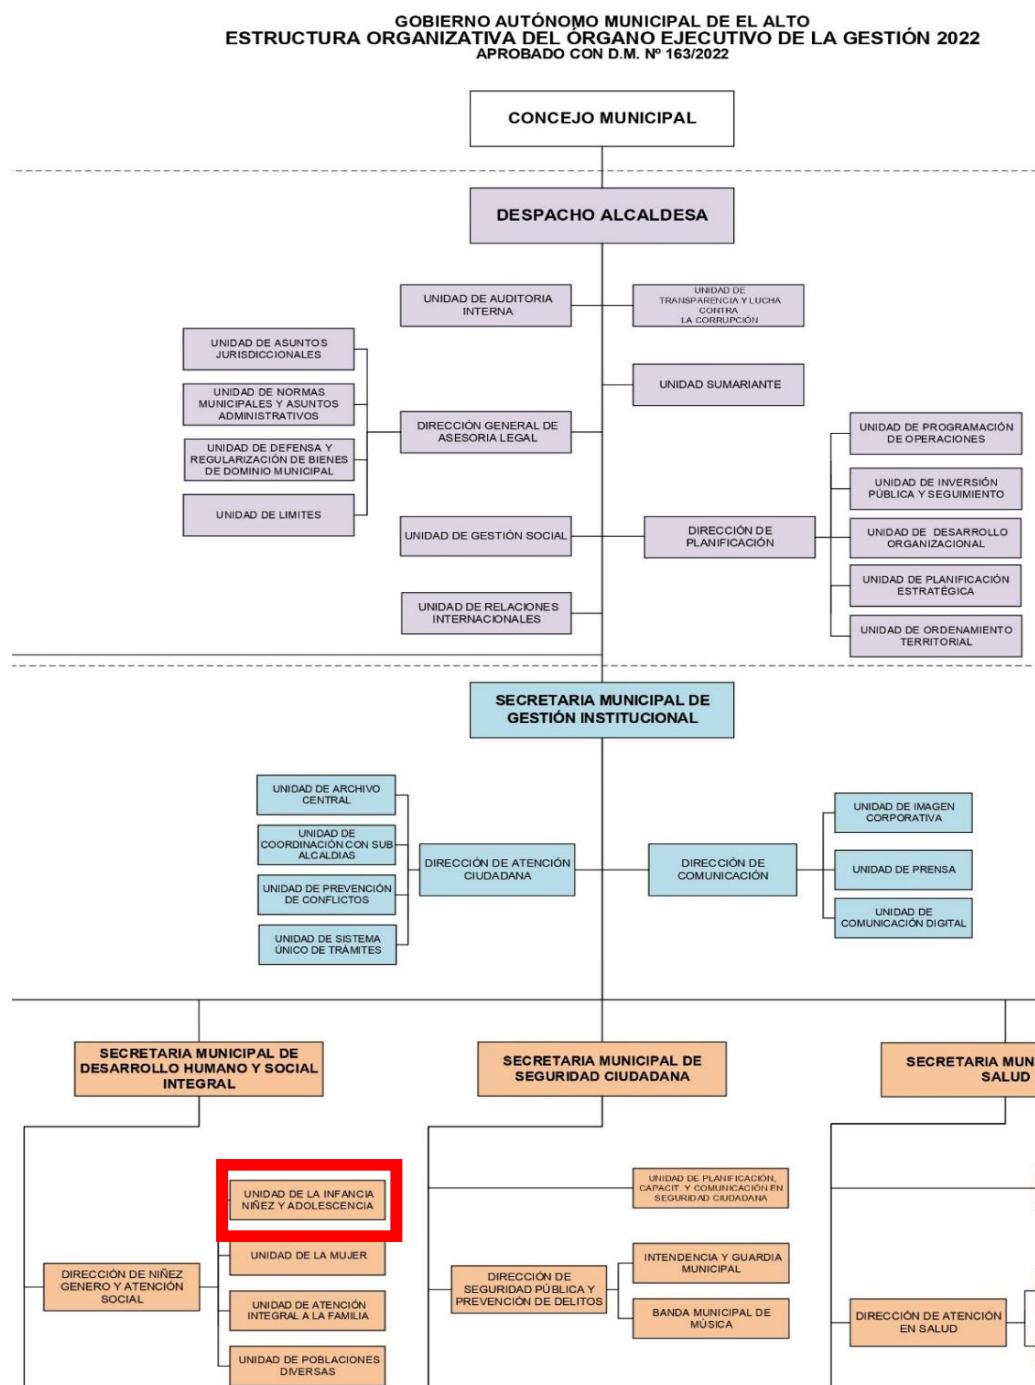 GOBIERNO AUTÓNOMO MUNICIPAL DE EL ALTO
ESTRUCTURA ORGANIZATIVA DEL ÓRGANO EJECUTIVO DE LA GESTIÓN 2022
APROBADO CON D.M. Nº 163/2022
CONCEJO MUNICIPAL
DESPACHO ALCALDESA
UNIDAD DE AUDITORIA
INTERNA
UNIDAD DE
TRANSPARENCIA Y LUCHA
CONTRA
LA CORRUPCIÓN
UNIDAD DE ASUNTOS
JURISDICCIONALES
UNIDAD SUMARIANTE
UNIDAD DE NORMAS
MUNICIPALES Y ASUNTOS
ADMINISTRATIVOS
DIRECCIÓN GENERAL DE
ASESORIA LEGAL
UNIDAD DE PROGRAMACIÓN
DE OPERACIONES
UNIDAD DE DEFENSA Y
REGULARIZACIÓN DE BIENES
DE DOMINIO MUNICIPAL
UNIDAD DE INVERSIÓN
PÚBLICA Y SEGUIMIENTO
UNIDAD DE LIMITES
UNIDAD DE GESTIÓN SOCIAL
DIRECCIÓN DE
PLANIFICACIÓN
UNIDAD DE DESARROLLO
ORGANIZACIONAL
UNIDAD DE PLANIFICACIÓN
ESTRATÉGICA
UNIDAD DE RELACIONES
INTERNACIONALES
UNIDAD DE ORDENAMIENTO
TERRITORIAL
SECRETARIA MUNICIPAL DE
GESTIÓN INSTITUCIONAL
UNIDAD DE ARCHIVO
CENTRAL
UNIDAD DE IMAGEN
CORPORATIVA
UNIDAD DE
COORDINACIÓN CON SUB
ALCALDIAS
DIRECCIÓN DE ATENCIÓN
CIUDADANA
DIRECCIÓN DE
COMUNICACIÓN
UNIDAD DE PRENSA
UNIDAD DE PREVENCIÓN
DE CONFLICTOS
UNIDAD DE
COMUNICACIÓN DIGITAL
UNIDAD DE SISTEMA
ÚNICO DE TRÁMITES
SECRETARIA MUNICIPAL DE
DESARROLLO HUMANO Y SOCIAL
INTEGRAL
SECRETARIA MUNICIPAL DE
SEGURIDAD CIUDADANA
SECRETARIA MUN
SALUD
UNIDAD DE LA INFANCIA
NIÑEZ Y ADOLESCENCIA
UNIDAD DE PLANIFICACIÓN,
CAPACIT. Y COMUNICACIÓN EN
SEGURIDAD CIUDADANA
UNIDAD DE LA MUJER
INTENDENCIA Y GUARDIA
MUNICIPAL
DIRECCIÓN DE NIÑEZ
GENERO Y ATENCIÓN
SOCIAL
DIRECCIÓN DE
SEGURIDAD PÚBLICA Y
PREVENCIÓN DE DELITOS
UNIDAD DE ATENCIÓN
INTEGRAL A LA FAMILIA
BANDA MUNICIPAL DE
MÚSICA
DIRECCIÓN DE ATENCIÓN
EN SALUD
UNIDAD DE POBLACIONES
DIVERSAS